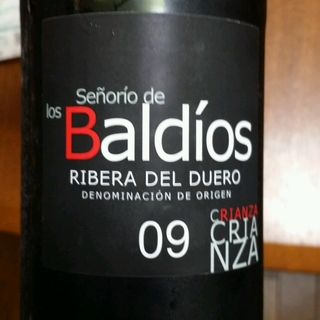 Señorío de
los
Baldíos
RIBERA DEL DUERO
DENOMINACIÓN DE ORIGEN
09
CRIANZA
CRIA
NZA